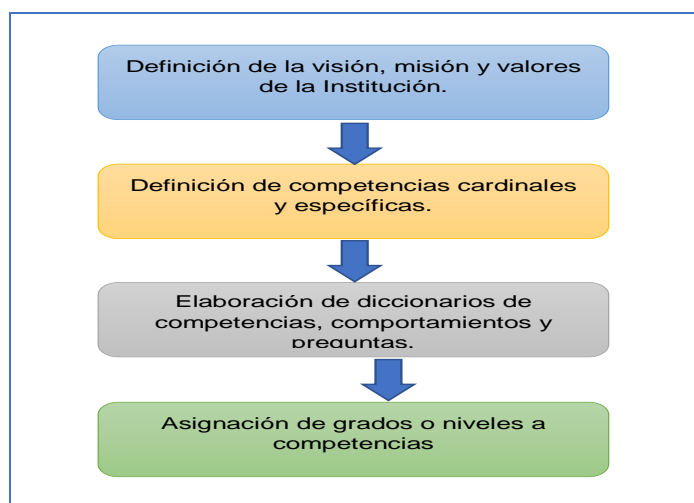 Definición de la visión, misión y valores
de la Institución.
Definición de competencias cardinales
y específicas.
Elaboración de diccionarios de
competencias, comportamientos y
preguntas.
Asignación de grados o niveles a
competencias